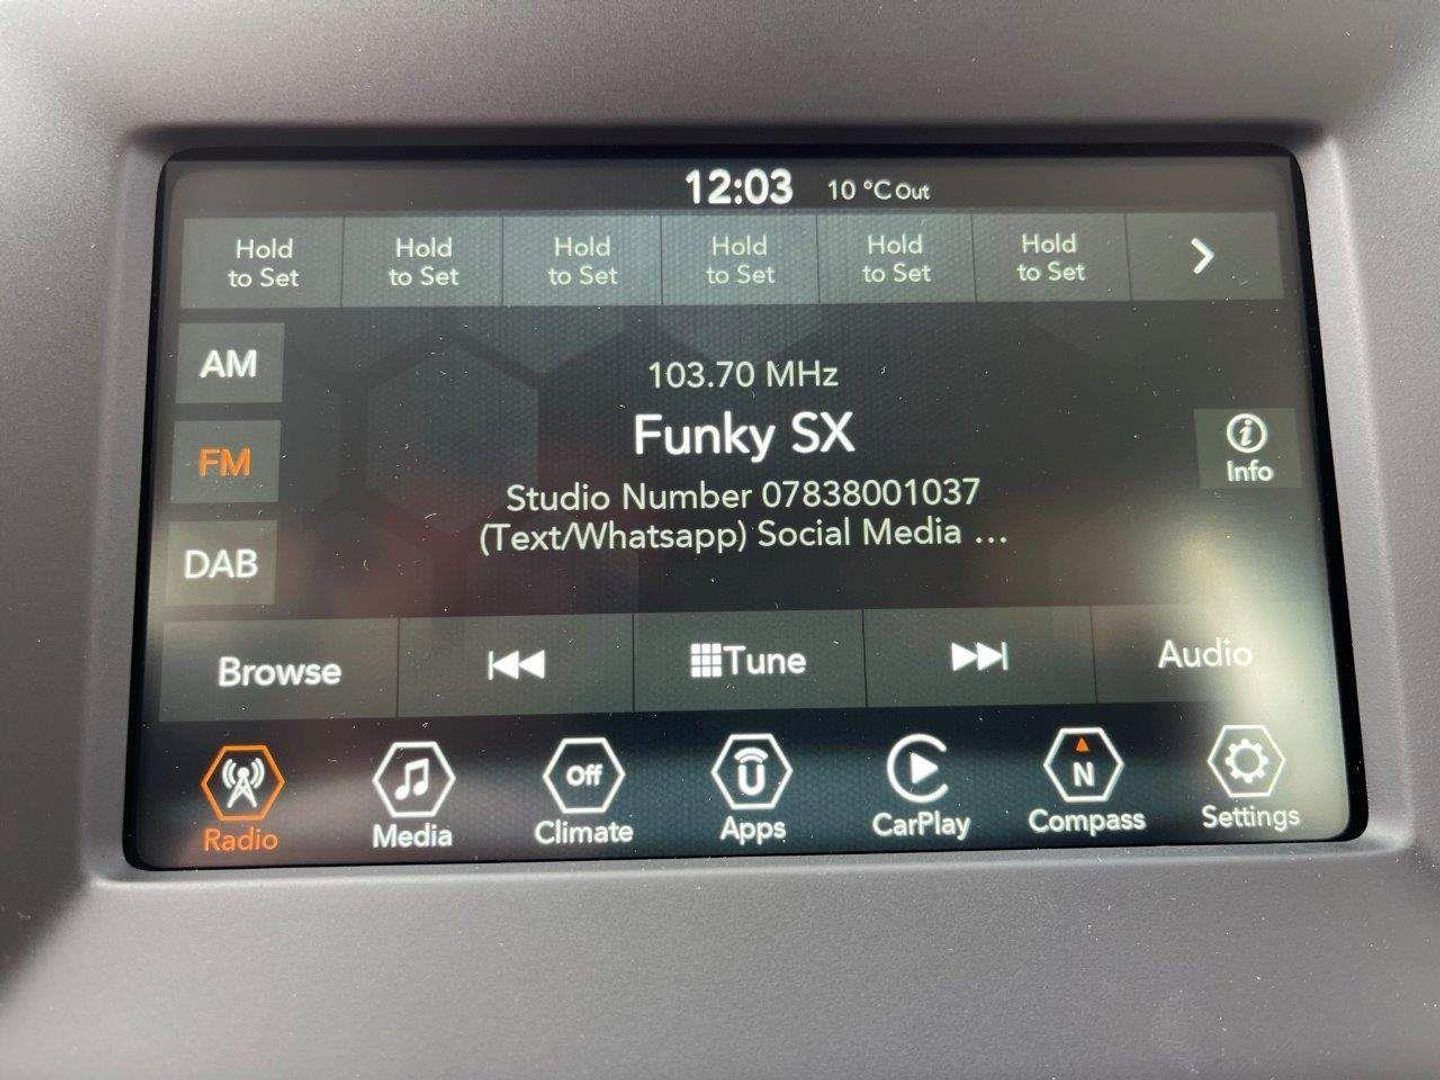 12:03 10 °C Out
Hold to Set Hold to Set Hold to Set Hold to Set Hold to Set Hold to Set
AM
103.70 MHz
Funky SX
FM
Info
Studio Number 07838001037
(Text/Whatsapp) Social Media ...
DAB
Browse Tune Audio
Off U N
Radio Media Climate Apps CarPlay Compass Settings